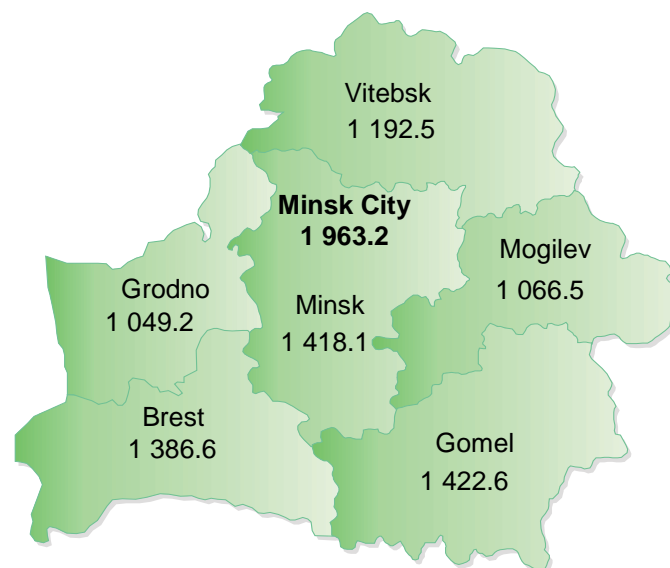 Vitebsk
1 192.5
Minsk City
1 963.2
Mogilev
1 066.5
Grodno
1 049.2
Minsk
1 418.1
Brest
1 386.6
Gomel
1 422.6